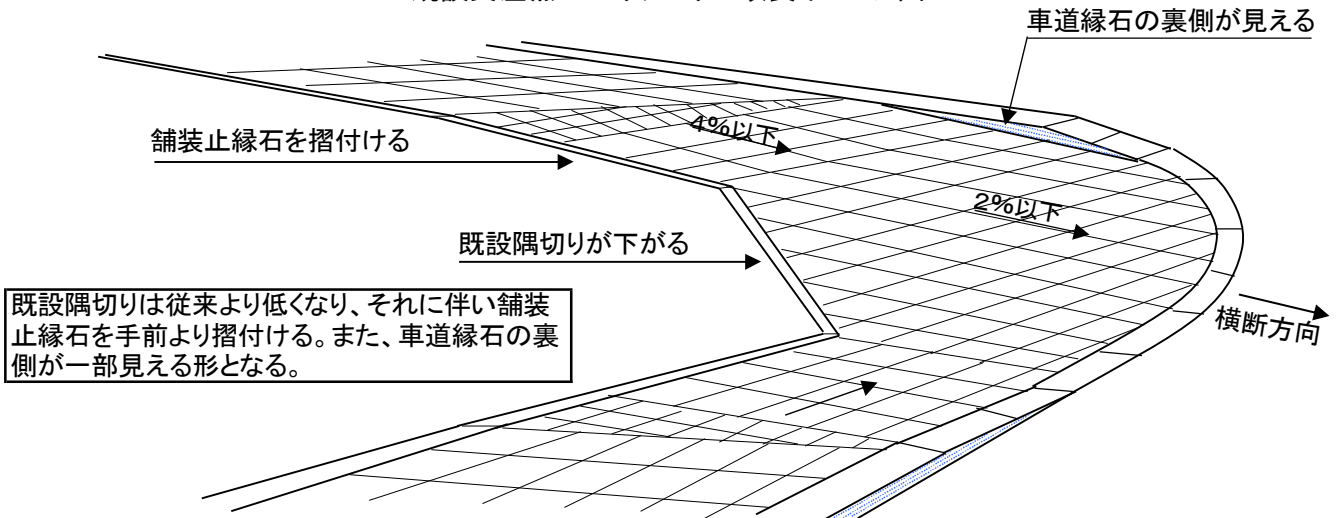 車道縁石の裏側が見える
4%以下
舗装止縁石を摺付ける
2%以下
既設隅切りが下がる
既設隅切りは従来より低くなり、それに伴い舗装
止縁石を手前より摺付ける。また、車道縁石の裏
側が一部見える形となる。
横断方向